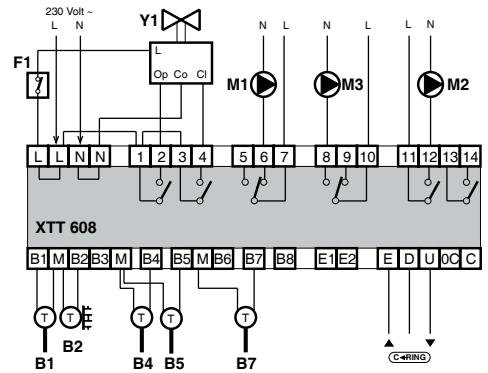 230 Volt ~
Y1
L N
N L N L L N
L
F1
Op Co Cl
M1 M3 M2
L L N N 1 2 3 4 5 6 7 8 9 10 11 12 13 14
XTT 608
B1 M B2 B3 M B4 B5 M B6 B7 B8 E1 E2 E D U 0C C
T T T T T
B2
C◄RING
B1 B4 B5 B7